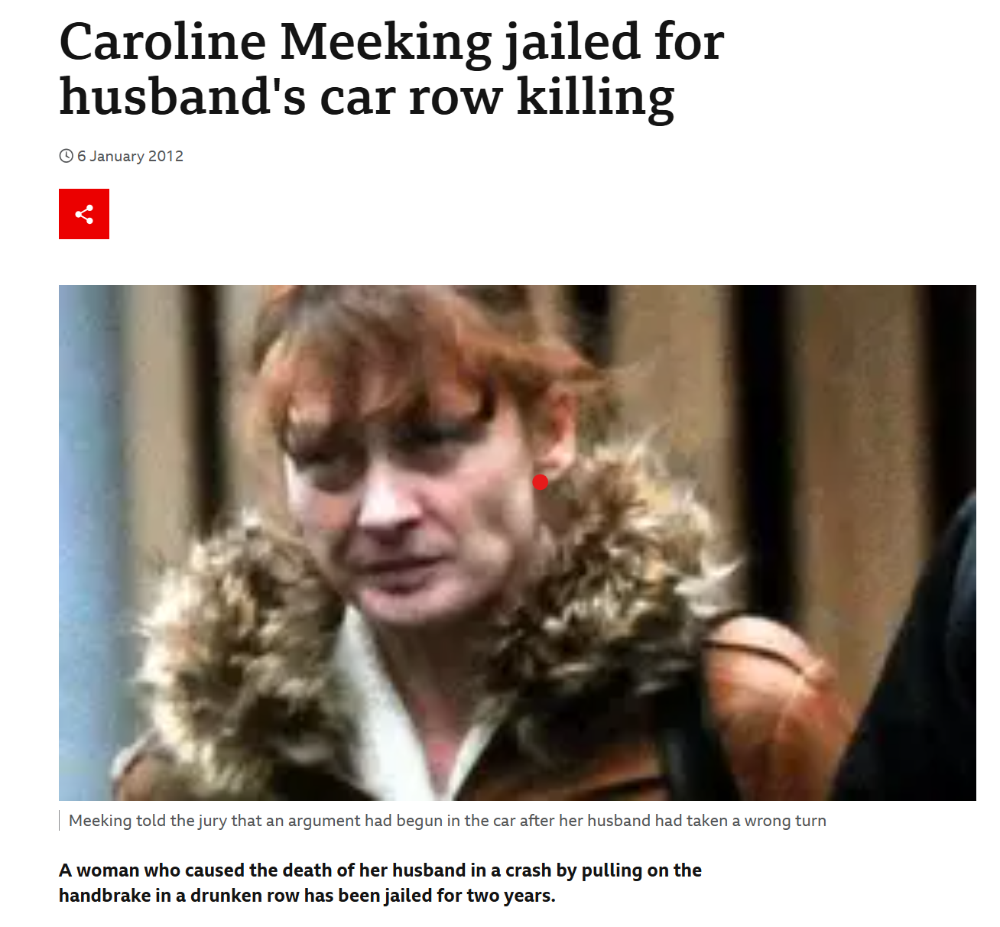 Caroline Meeking jailed for
husband's car row killing
6 January 2012
Meeking told the jury that an argument had begun in the car after her husband had taken a wrong turn
A woman who caused the death of her husband in a crash by pulling on the
handbrake in a drunken row has been jailed for two years.